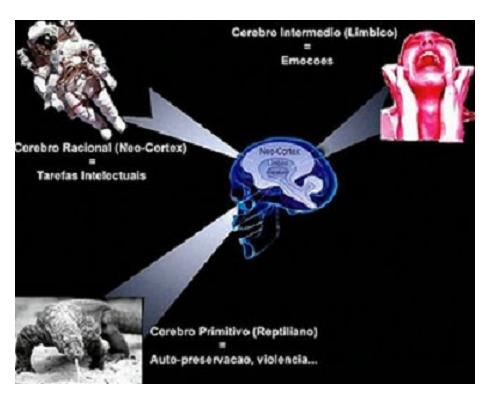 Cerebro Intermedio (Limbico)
=
Emocoes
Cerebro Racional (Neo-Cortex)
=
Tarefas Intelectuais
Neo-Cortex
Cerebro Primitivo (Reptiliano)
=
Auto-preservacao, violencia...